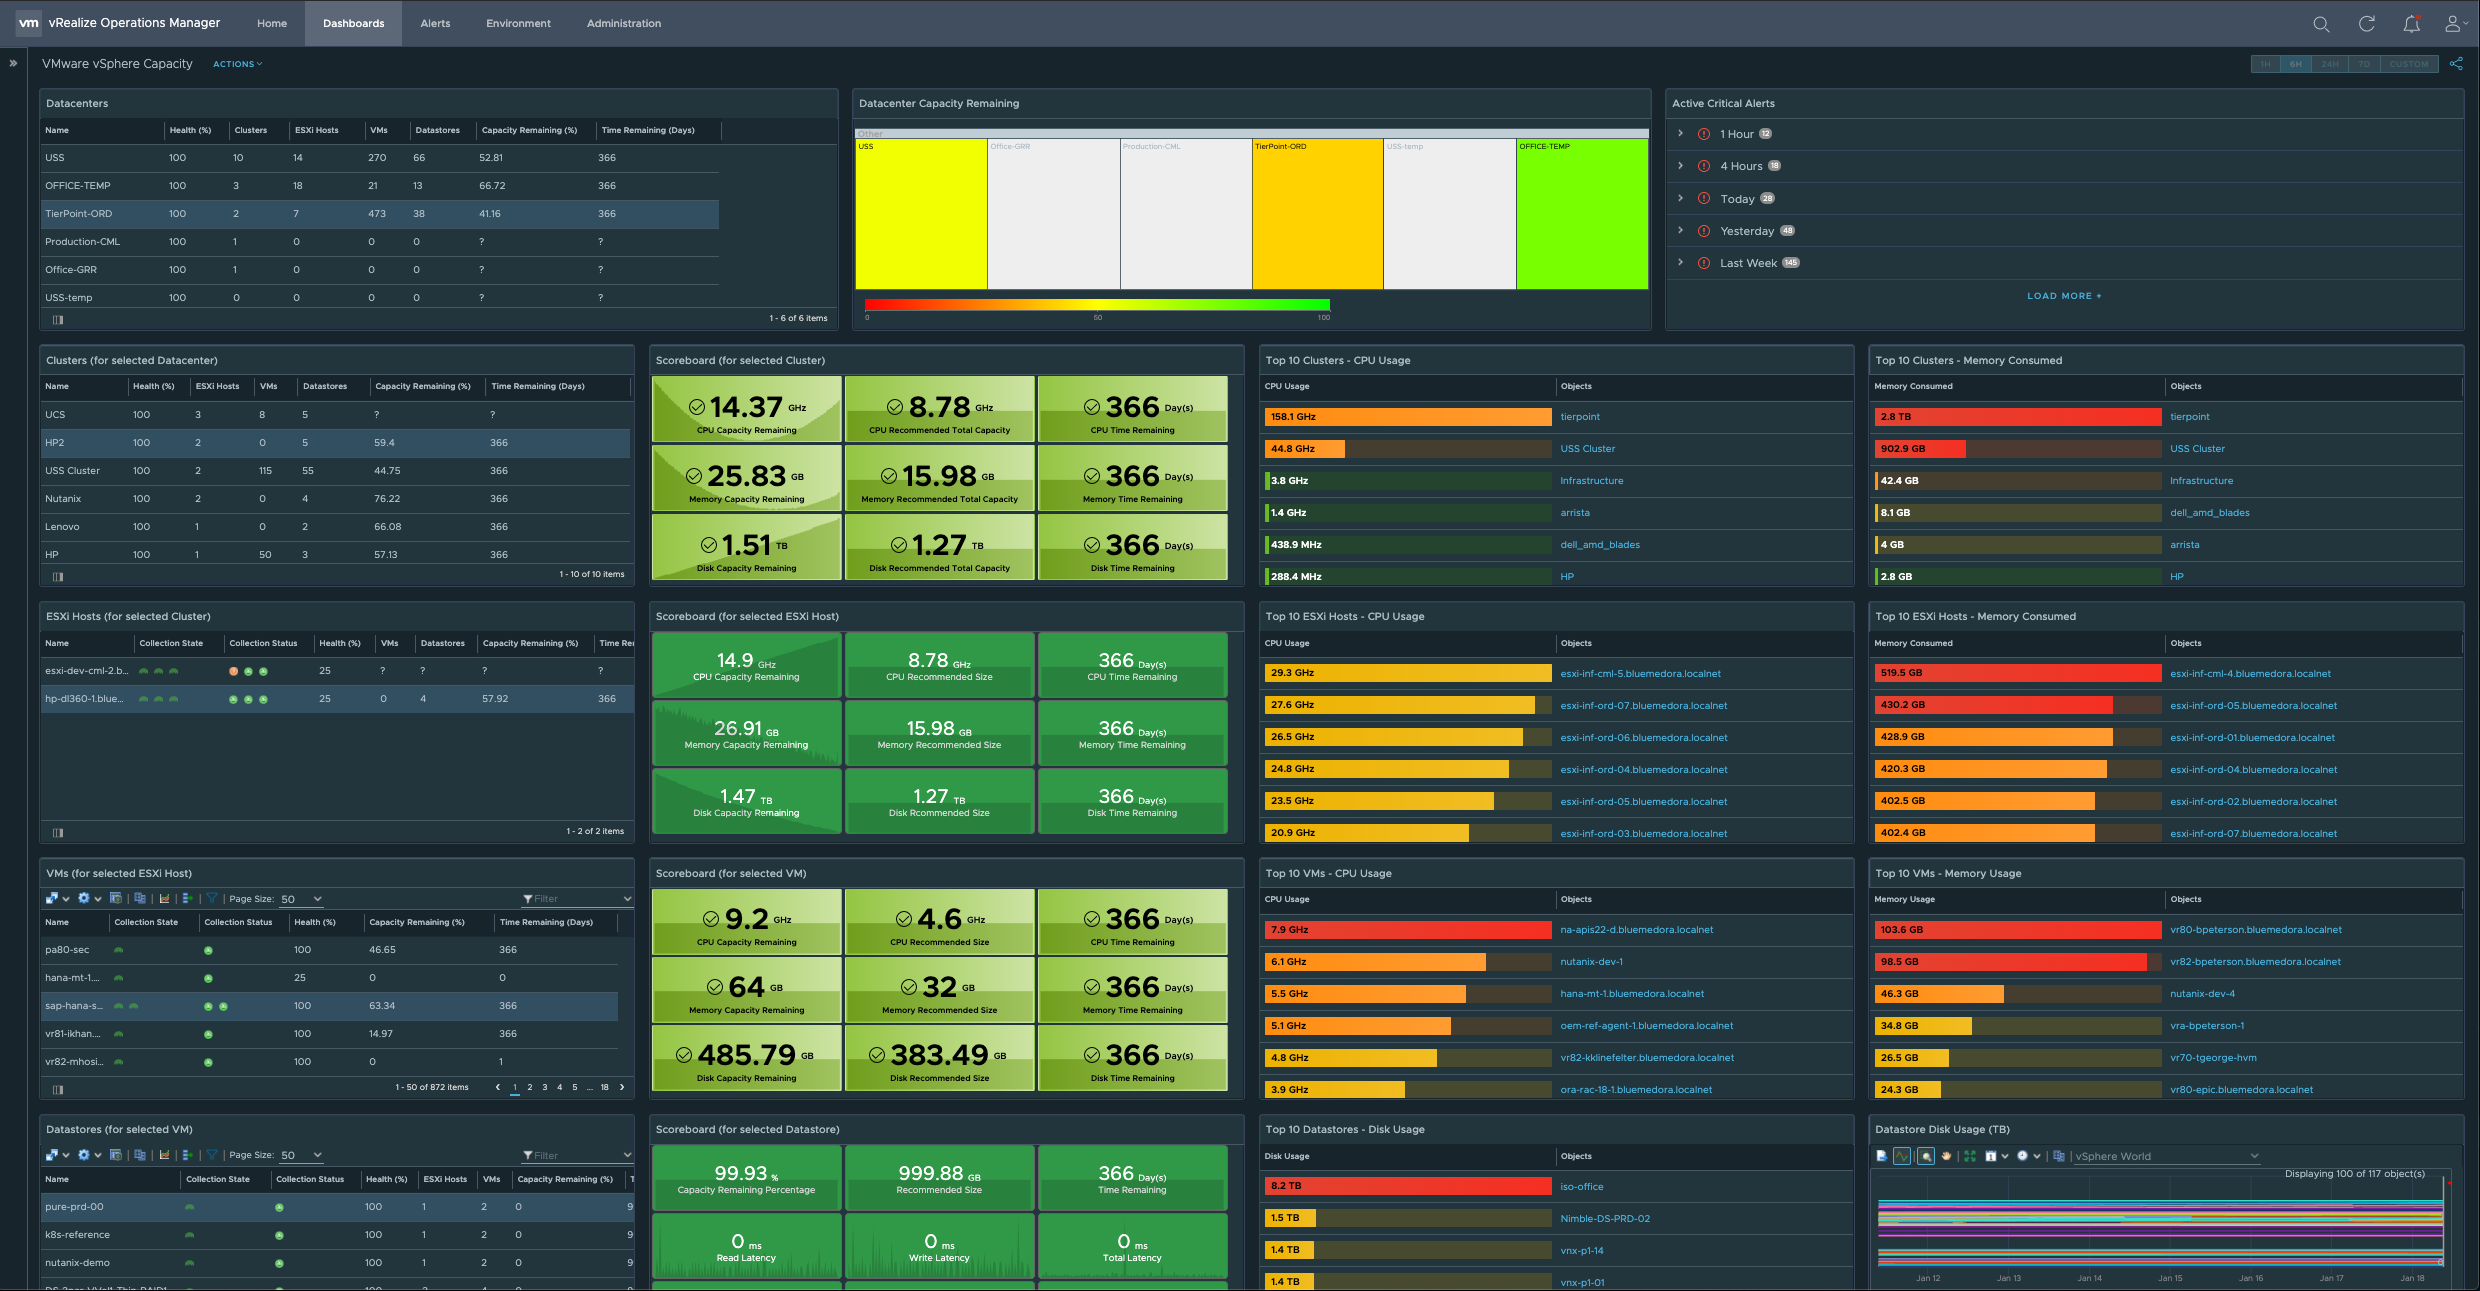 vm vRealize Operations Manager Home Dashboards Alerts Environment Administration
VMware vSphere Capacity ACTIONS 1H 6H 24H 7D CUSTOM
Datacenters
Name Health (%) Clusters ESXi Hosts VMs Datastores Capacity Remaining (%) Time Remaining (Days)
USS 100 10 14 270 66 52.81 366
OFFICE-TEMP 100 3 18 21 13 66.72 366
TierPoint-ORD 100 2 7 473 38 41.16 366
Production-CML 100 1 0 0 0 ? ?
Office-GRR 100 1 0 0 0 ? ?
USS-temp 100 0 0 0 0 ? ?
1 - 6 of 6 items
Datacenter Capacity Remaining
Other
USS Office-GRR Production-CML TierPoint-ORD USS-temp OFFICE-TEMP
0 50 100
Active Critical Alerts
1 Hour 12
4 Hours 18
Today 28
Yesterday 48
Last Week 145
LOAD MORE +
Clusters (for selected Datacenter)
Name Health (%) ESXi Hosts VMs Datastores Capacity Remaining (%) Time Remaining (Days)
UCS 100 3 8 5 ? ?
HP2 100 2 0 5 59.4 366
USS Cluster 100 2 115 55 44.75 366
Nutanix 100 2 0 4 76.22 366
Lenovo 100 1 0 2 66.08 366
HP 100 1 50 3 57.13 366
1 - 10 of 10 items
Scoreboard (for selected Cluster)
14.37 GHz 8.78 GHz 366 Day(s)
CPU Capacity Remaining CPU Recommended Total Capacity CPU Time Remaining
25.83 GB 15.98 GB 366 Day(s)
Memory Capacity Remaining Memory Recommended Total Capacity Memory Time Remaining
1.51 TB 1.27 TB 366 Day(s)
Disk Capacity Remaining Disk Recommended Total Capacity Disk Time Remaining
Top 10 Clusters - CPU Usage
CPU Usage Objects
158.1 GHz tierpoint
44.8 GHz USS Cluster
3.8 GHz Infrastructure
1.4 GHz arrista
438.9 MHz dell_amd_blades
288.4 MHz HP
Top 10 Clusters - Memory Consumed
Memory Consumed Objects
2.8 TB tierpoint
902.9 GB USS Cluster
42.4 GB Infrastructure
8.1 GB dell_amd_blades
4 GB arrista
2.8 GB HP
ESXi Hosts (for selected Cluster)
Name Collection State Collection Status Health (%) VMs Datastores Capacity Remaining (%) Time Re
esxi-dev-cml-2.b... 25 ? ? ? ?
hp-dl360-1.blue... 25 0 4 57.92 366
1 - 2 of 2 items
Scoreboard (for selected ESXi Host)
14.9 GHz 8.78 GHz 366 Day(s)
CPU Capacity Remaining CPU Recommended Size CPU Time Remaining
26.91 GB 15.98 GB 366 Day(s)
Memory Capacity Remaining Memory Recommended Size Memory Time Remaining
1.47 TB 1.27 TB 366 Day(s)
Disk Capacity Remaining Disk Rcommended Size Disk Time Remaining
Top 10 ESXi Hosts - CPU Usage
CPU Usage Objects
29.3 GHz esxi-inf-cml-5.bluemedora.localnet
27.6 GHz esxi-inf-ord-07.bluemedora.localnet
26.5 GHz esxi-inf-ord-06.bluemedora.localnet
24.8 GHz esxi-inf-ord-04.bluemedora.localnet
23.5 GHz esxi-inf-ord-05.bluemedora.localnet
20.9 GHz esxi-inf-ord-03.bluemedora.localnet
Top 10 ESXi Hosts - Memory Consumed
Memory Consumed Objects
519.5 GB esxi-inf-cml-4.bluemedora.localnet
430.2 GB esxi-inf-ord-05.bluemedora.localnet
428.9 GB esxi-inf-ord-01.bluemedora.localnet
420.3 GB esxi-inf-ord-04.bluemedora.localnet
402.5 GB esxi-inf-ord-02.bluemedora.localnet
402.4 GB esxi-inf-ord-07.bluemedora.localnet
VMs (for selected ESXi Host)
Page Size: 50 Filter
Name Collection State Collection Status Health (%) Capacity Remaining (%) Time Remaining (Days)
pa80-sec 100 46.65 366
hana-mt-1.... 25 0 0
sap-hana-s... 100 63.34 366
vr81-ikhan.... 100 14.97 366
vr82-mhosi... 100 0 1
1 - 50 of 872 items 1 2 3 4 5 ... 18
Scoreboard (for selected VM)
9.2 GHz 4.6 GHz 366 Day(s)
CPU Capacity Remaining CPU Recommended Size CPU Time Remaining
64 GB 32 GB 366 Day(s)
Memory Capacity Remaining Memory Recommended Size Memory Time Remaining
485.79 GB 383.49 GB 366 Day(s)
Disk Capacity Remaining Disk Recommended Size Disk Time Remaining
Top 10 VMs - CPU Usage
CPU Usage Objects
7.9 GHz na-apis22-d.bluemedora.localnet
6.1 GHz nutanix-dev-1
5.5 GHz hana-mt-1.bluemedora.localnet
5.1 GHz oem-ref-agent-1.bluemedora.localnet
4.8 GHz vr82-kklinefelter.bluemedora.localnet
3.9 GHz ora-rac-18-1.bluemedora.localnet
Top 10 VMs - Memory Usage
Memory Usage Objects
103.6 GB vr80-bpeterson.bluemedora.localnet
98.5 GB vr82-bpeterson.bluemedora.localnet
46.3 GB nutanix-dev-4
34.8 GB vra-bpeterson-1
26.5 GB vr70-tgeorge-hvm
24.3 GB vr80-epic.bluemedora.localnet
Datastores (for selected VM)
Page Size: 50 Filter
Name Collection State Collection Status Health (%) ESXi Hosts VMs Capacity Remaining (%) T
pure-prd-00 100 1 2 0 9
k8s-reference 100 1 2 0 9
nutanix-demo 100 1 2 0 9
Scoreboard (for selected Datastore)
99.93 % 999.88 GB 366 Day(s)
Capacity Remaining Percentage Recommended Size Time Remaining
0 ms 0 ms 0 ms
Read Latency Write Latency Total Latency
Top 10 Datastores - Disk Usage
Disk Usage Objects
8.2 TB iso-office
1.5 TB Nimble-DS-PRD-02
1.4 TB vnx-p1-14
1.4 TB vnx-p1-01
Datastore Disk Usage (TB)
vSphere World
Displaying 100 of 117 object(s)
Jan 12 Jan 13 Jan 14 Jan 15 Jan 16 Jan 17 Jan 18